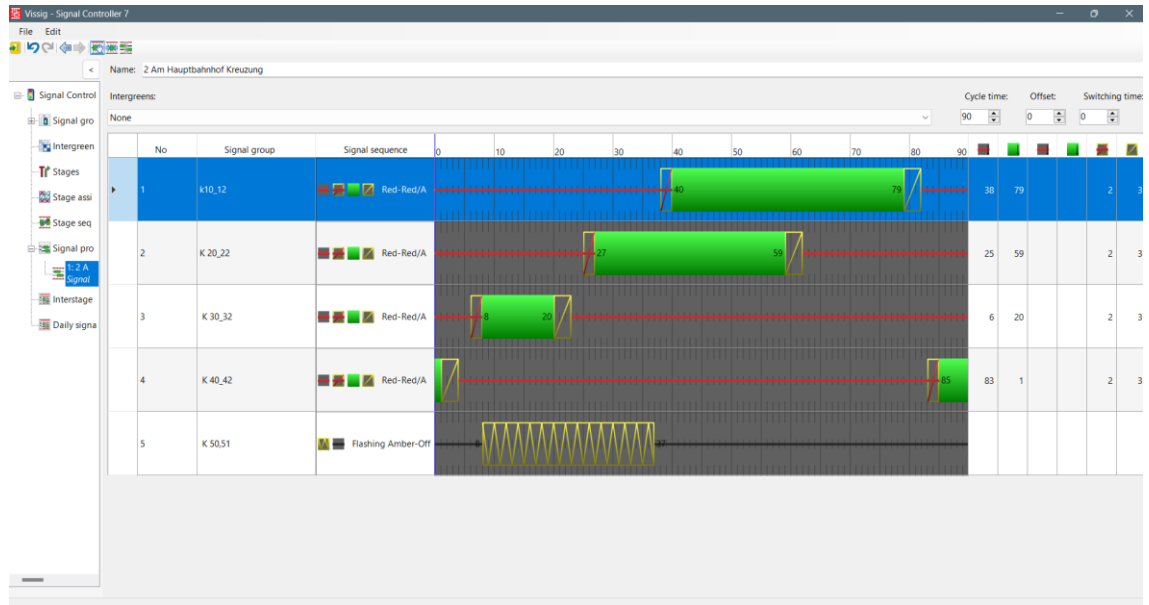 Vissig - Signal Controller 7
File Edit
<
Name: 2 Am Hauptbahnhof Kreuzung
Signal Control
Signal gro
Intergreen
Stages
Stage assi
Stage seq
Signal pro
1: 2 A
Signal
Interstage
Daily signa
Intergreens:
None
Cycle time: Offset: Switching time:
90 0 0
No Signal group Signal sequence 0 10 20 30 40 50 60 70 80 90
1 k10_12 Red-Red/A 40 79 38 79 2 3
2 K 20_22 Red-Red/A 27 59 25 59 2 3
3 K 30_32 Red-Red/A 8 20 6 20 2 3
4 K 40_42 Red-Red/A 85 83 1 2 3
5 K 50,51 Flashing Amber-Off 8 37